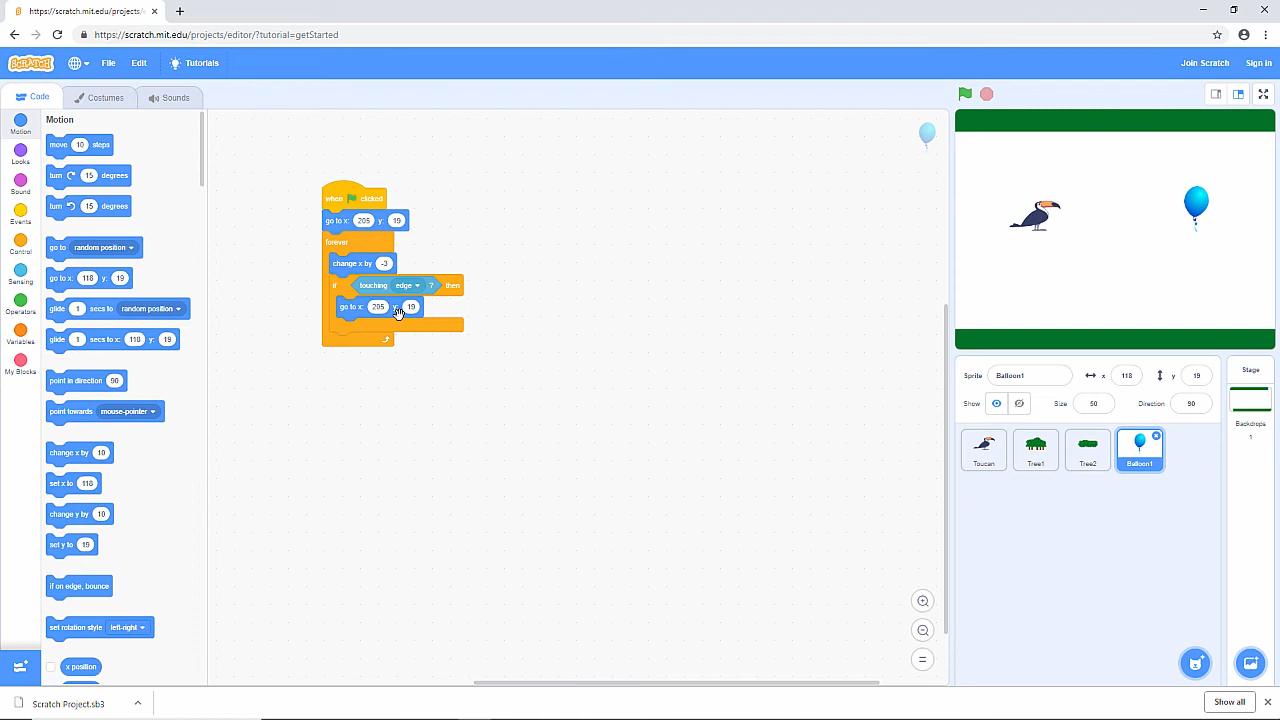 https://scratch.mit.edu/projects/
https://scratch.mit.edu/projects/editor/?tutorial=getStarted
SCRATCH File Edit Tutorials Join Scratch Sign in
Code Costumes Sounds
Motion
Looks
Sound
Events
Control
Sensing
Operators
Variables
My Blocks
Motion
move 10 steps
turn 15 degrees
turn 15 degrees
go to random position
go to x: 118 y: 19
glide 1 secs to random position
glide 1 secs to x: 118 y: 19
point in direction 90
point towards mouse-pointer
change x by 10
set x to 118
change y by 10
set y to 19
if on edge, bounce
set rotation style left-right
x position
when clicked
go to x: 205 y: 19
forever
change x by -3
if touching edge ? then
go to x: 205 y: 19
Sprite Balloon1 x 118 y 19
Show Size 50 Direction 90
Toucan Tree1 Tree2 Balloon1
Stage
Backdrops
1
Scratch Project.sb3 Show all